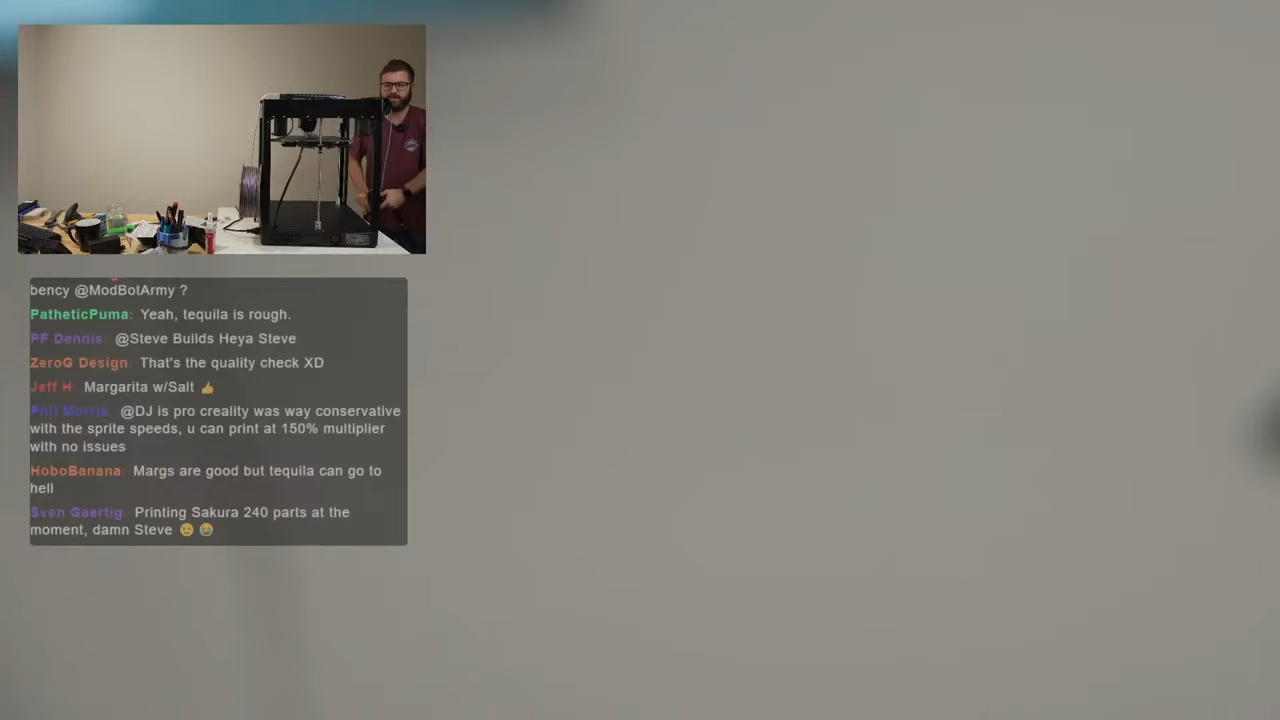 bency @ModBotArmy ?
PatheticPuma: Yeah, tequila is rough.
PF Dennis: @Steve Builds Heya Steve
ZeroG Design: That's the quality check XD
Jeff H: Margarita w/Salt 👍
Phil Morris: @DJ is pro creality was way conservative
with the sprite speeds, u can print at 150% multiplier
with no issues
HoboBanana: Margs are good but tequila can go to
hell
Sven Gaertig: Printing Sakura 240 parts at the
moment, damn Steve 😉 😂